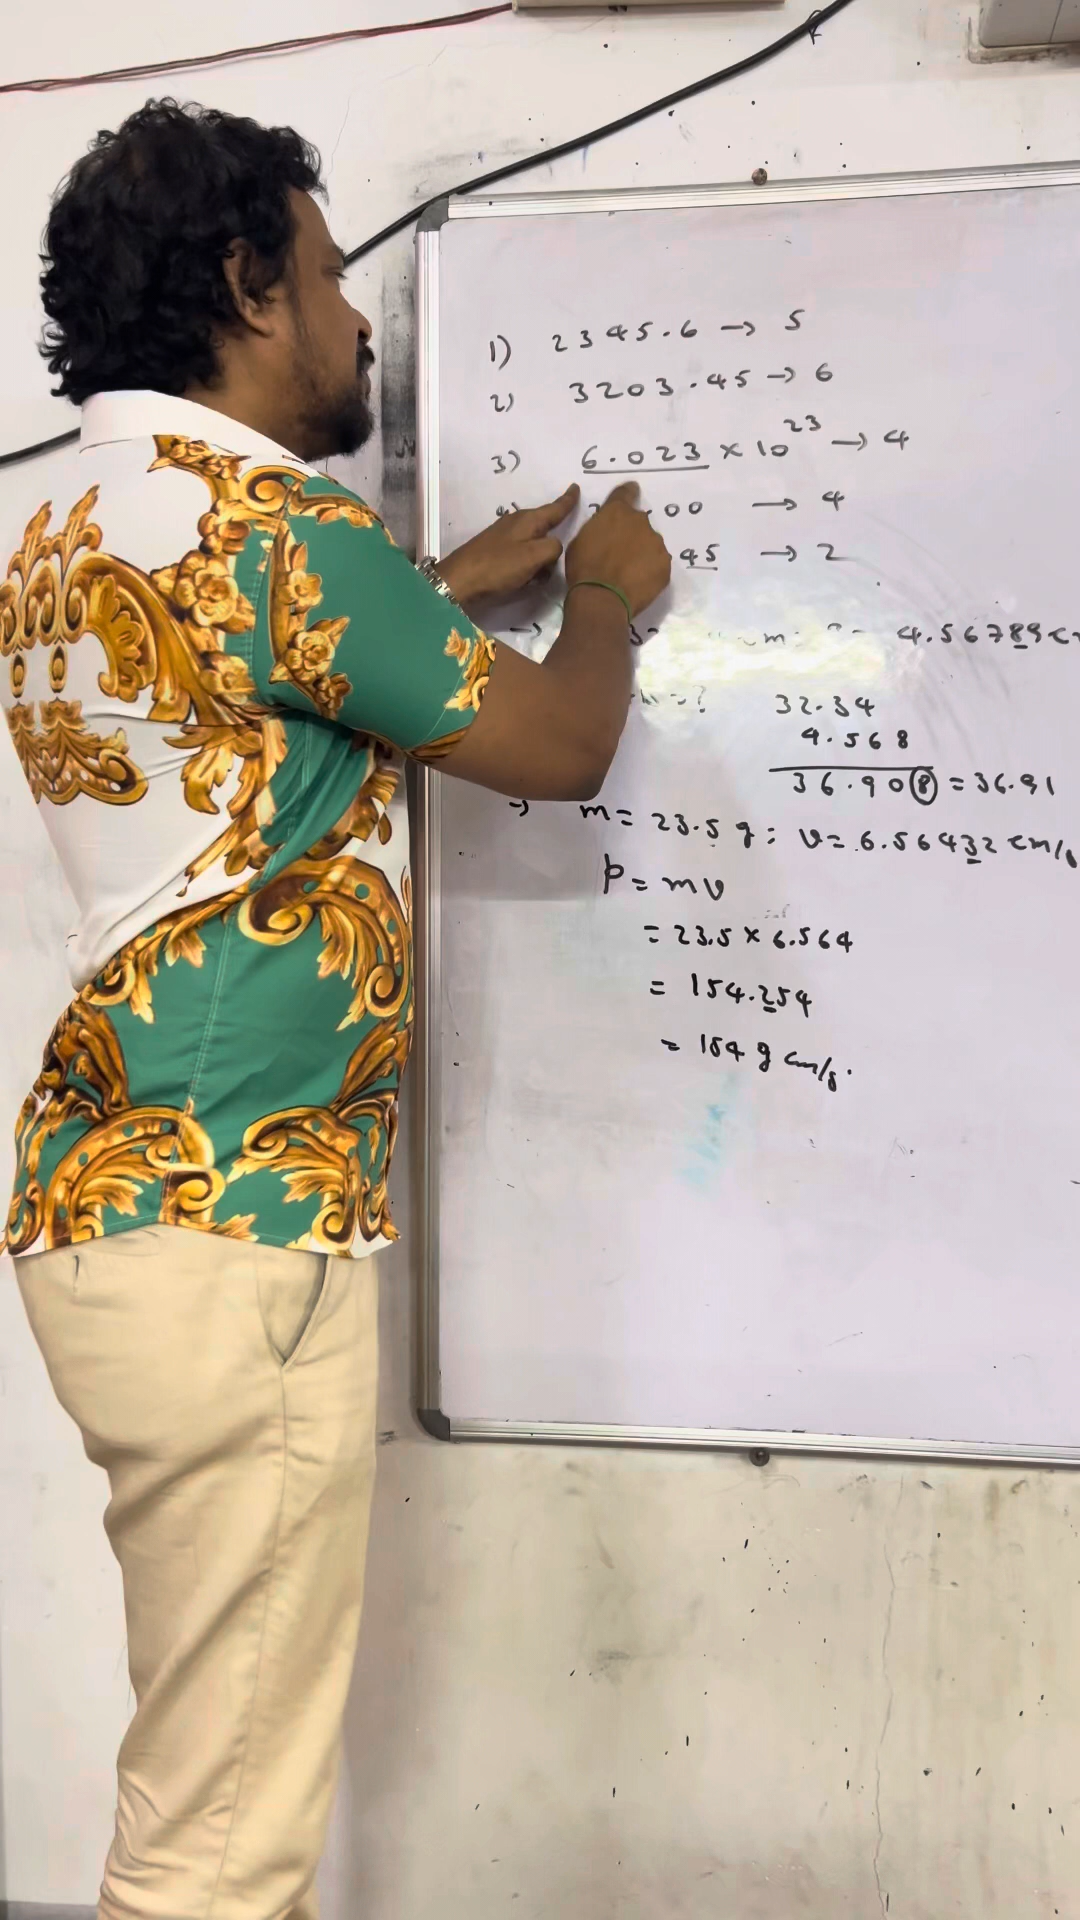 1) 2345.6 → 5
2) 3203.45 → 6
3) 6.023 × 10²³ → 4
00 → 4
45 → 2
→ m 4.56789 c
= ? 32.34
4.568
36.908 = 36.91
→ m = 23.5 g ; v = 6.56432 cm/s
p = mv
= 23.5 × 6.564
= 154.254
= 154 g cm/s.